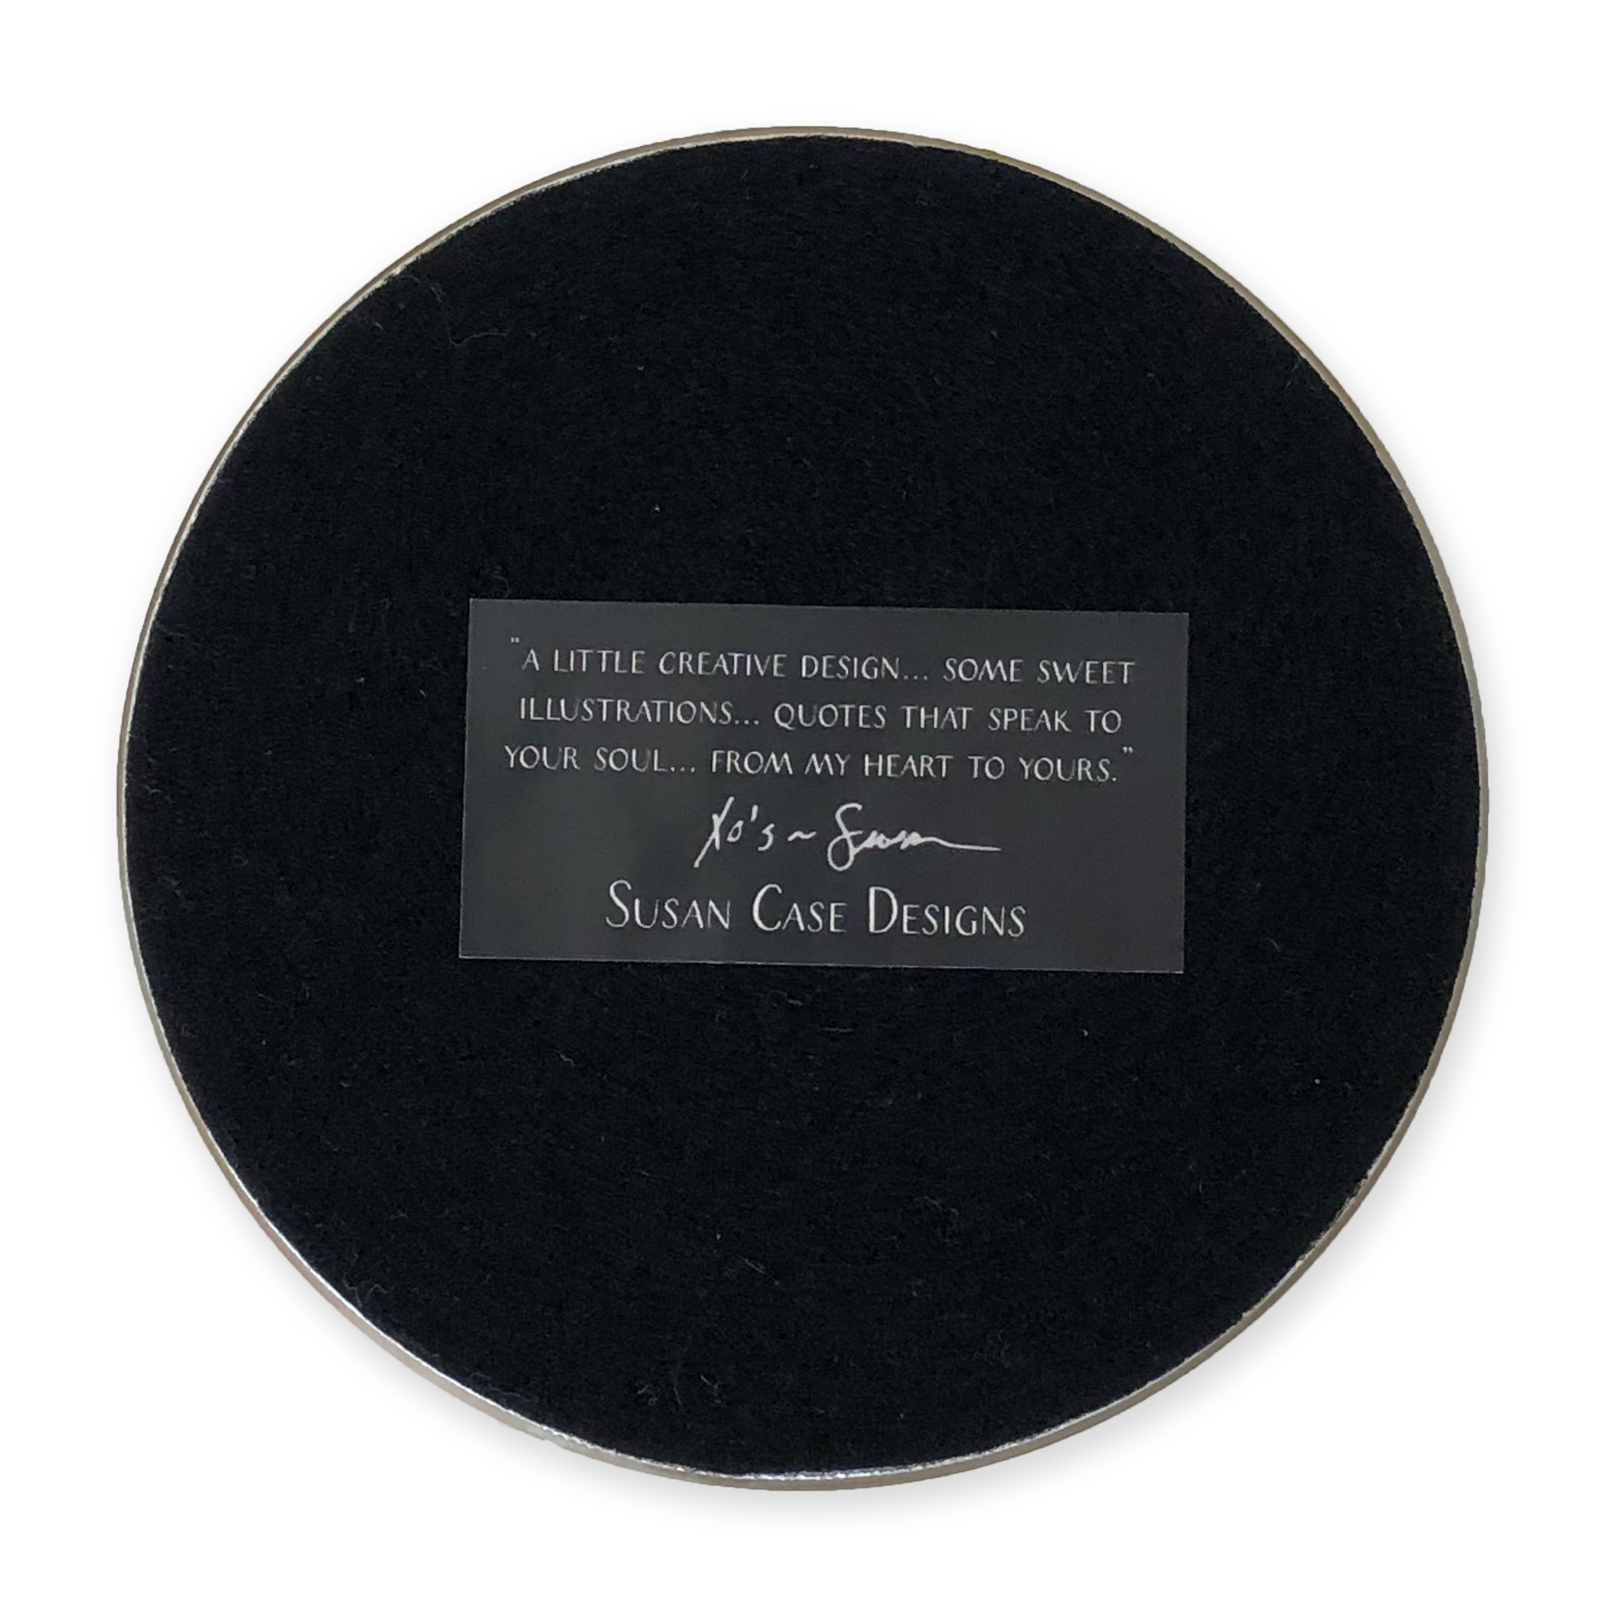 "A LITTLE CREATIVE DESIGN... SOME SWEET
ILLUSTRATIONS... QUOTES THAT SPEAK TO
YOUR SOUL... FROM MY HEART TO YOURS."
Xo's ~ Susan
SUSAN CASE DESIGNS